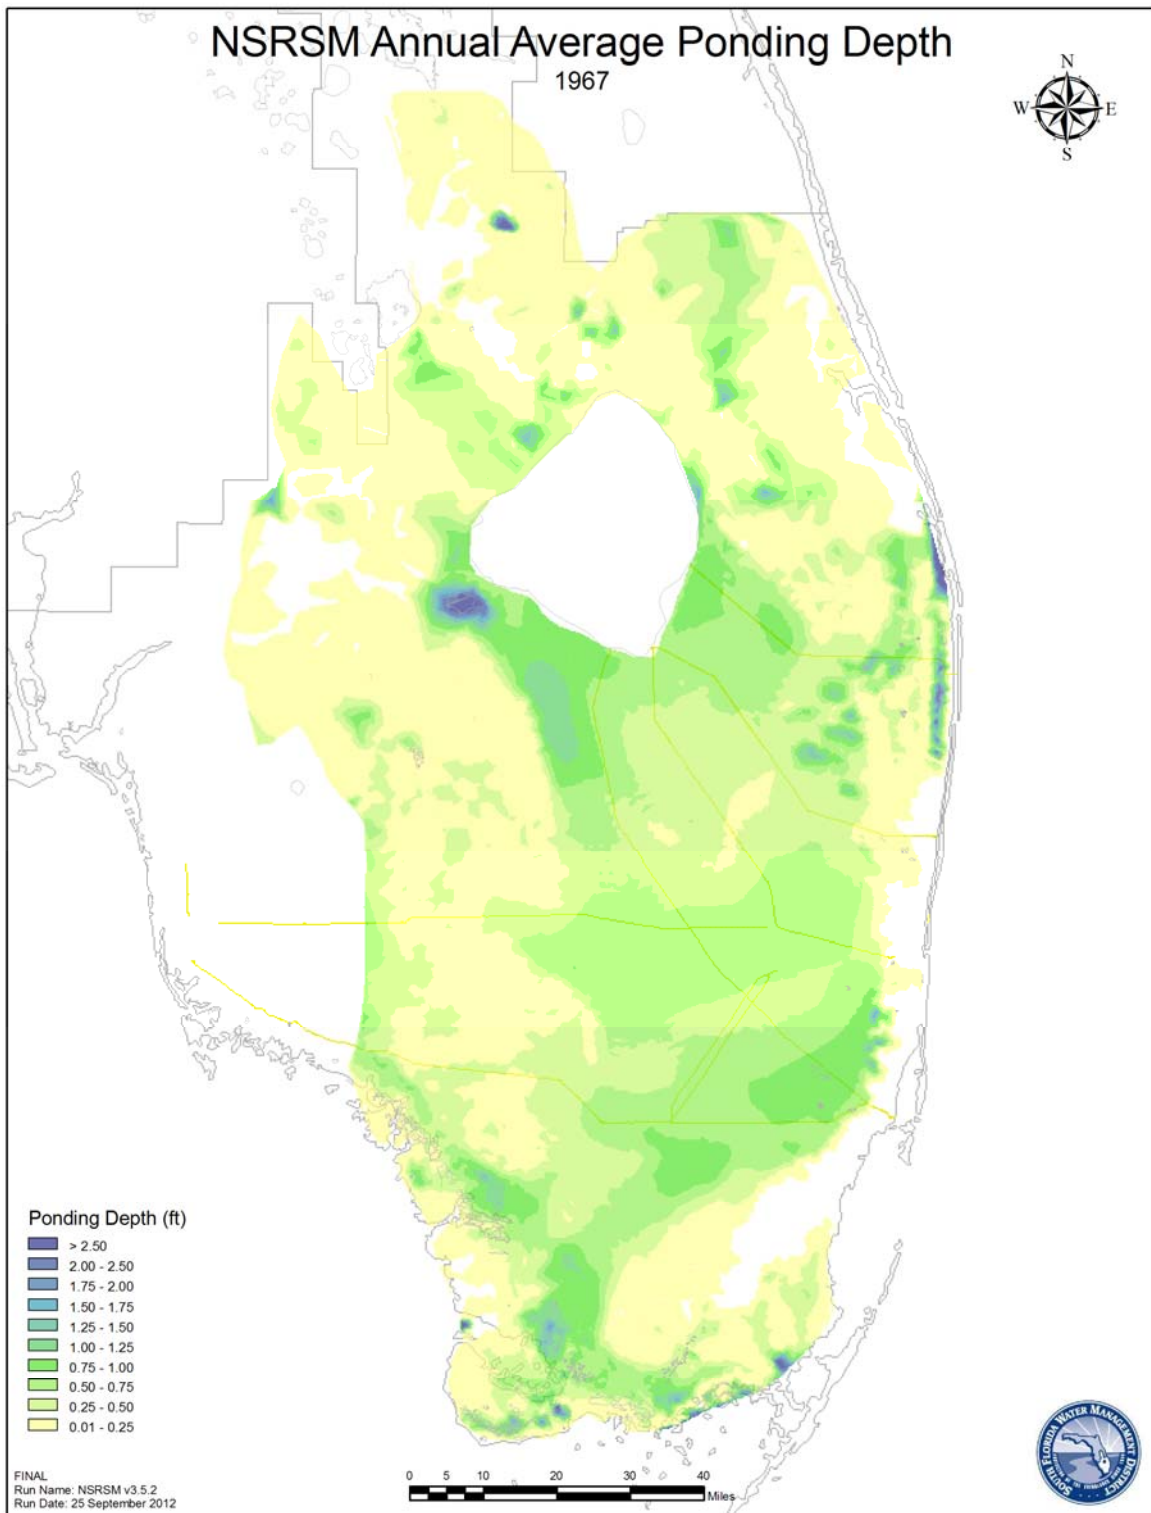 NSRSM Annual Average Ponding Depth
1967
N
W E
S
Ponding Depth (ft)
> 2.50
2.00 - 2.50
1.75 - 2.00
1.50 - 1.75
1.25 - 1.50
1.00 - 1.25
0.75 - 1.00
0.50 - 0.75
0.25 - 0.50
0.01 - 0.25
FINAL
Run Name: NSRSM v3.5.2
Run Date: 25 September 2012
0 5 10 20 30 40
Miles
SOUTH FLORIDA WATER MANAGEMENT DISTRICT